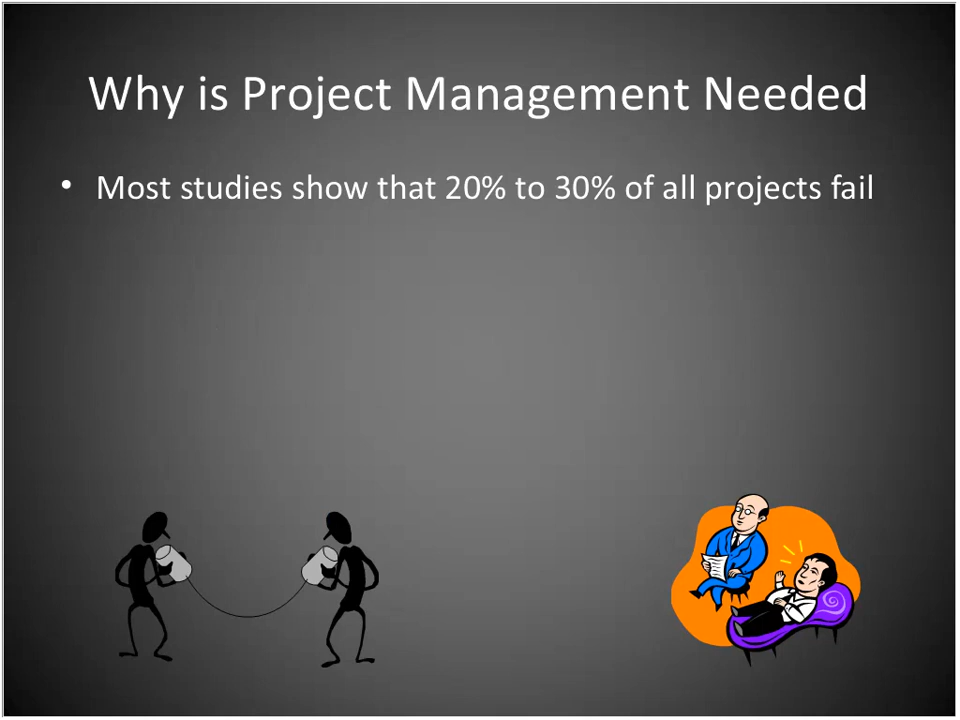 Why is Project Management Needed
• Most studies show that 20% to 30% of all projects fail